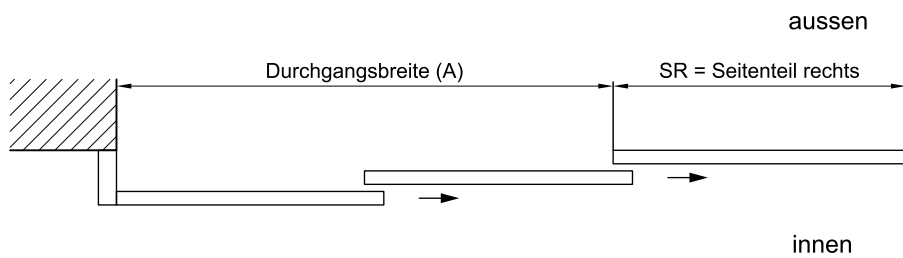 aussen
Durchgangsbreite (A)
SR = Seitenteil rechts
innen